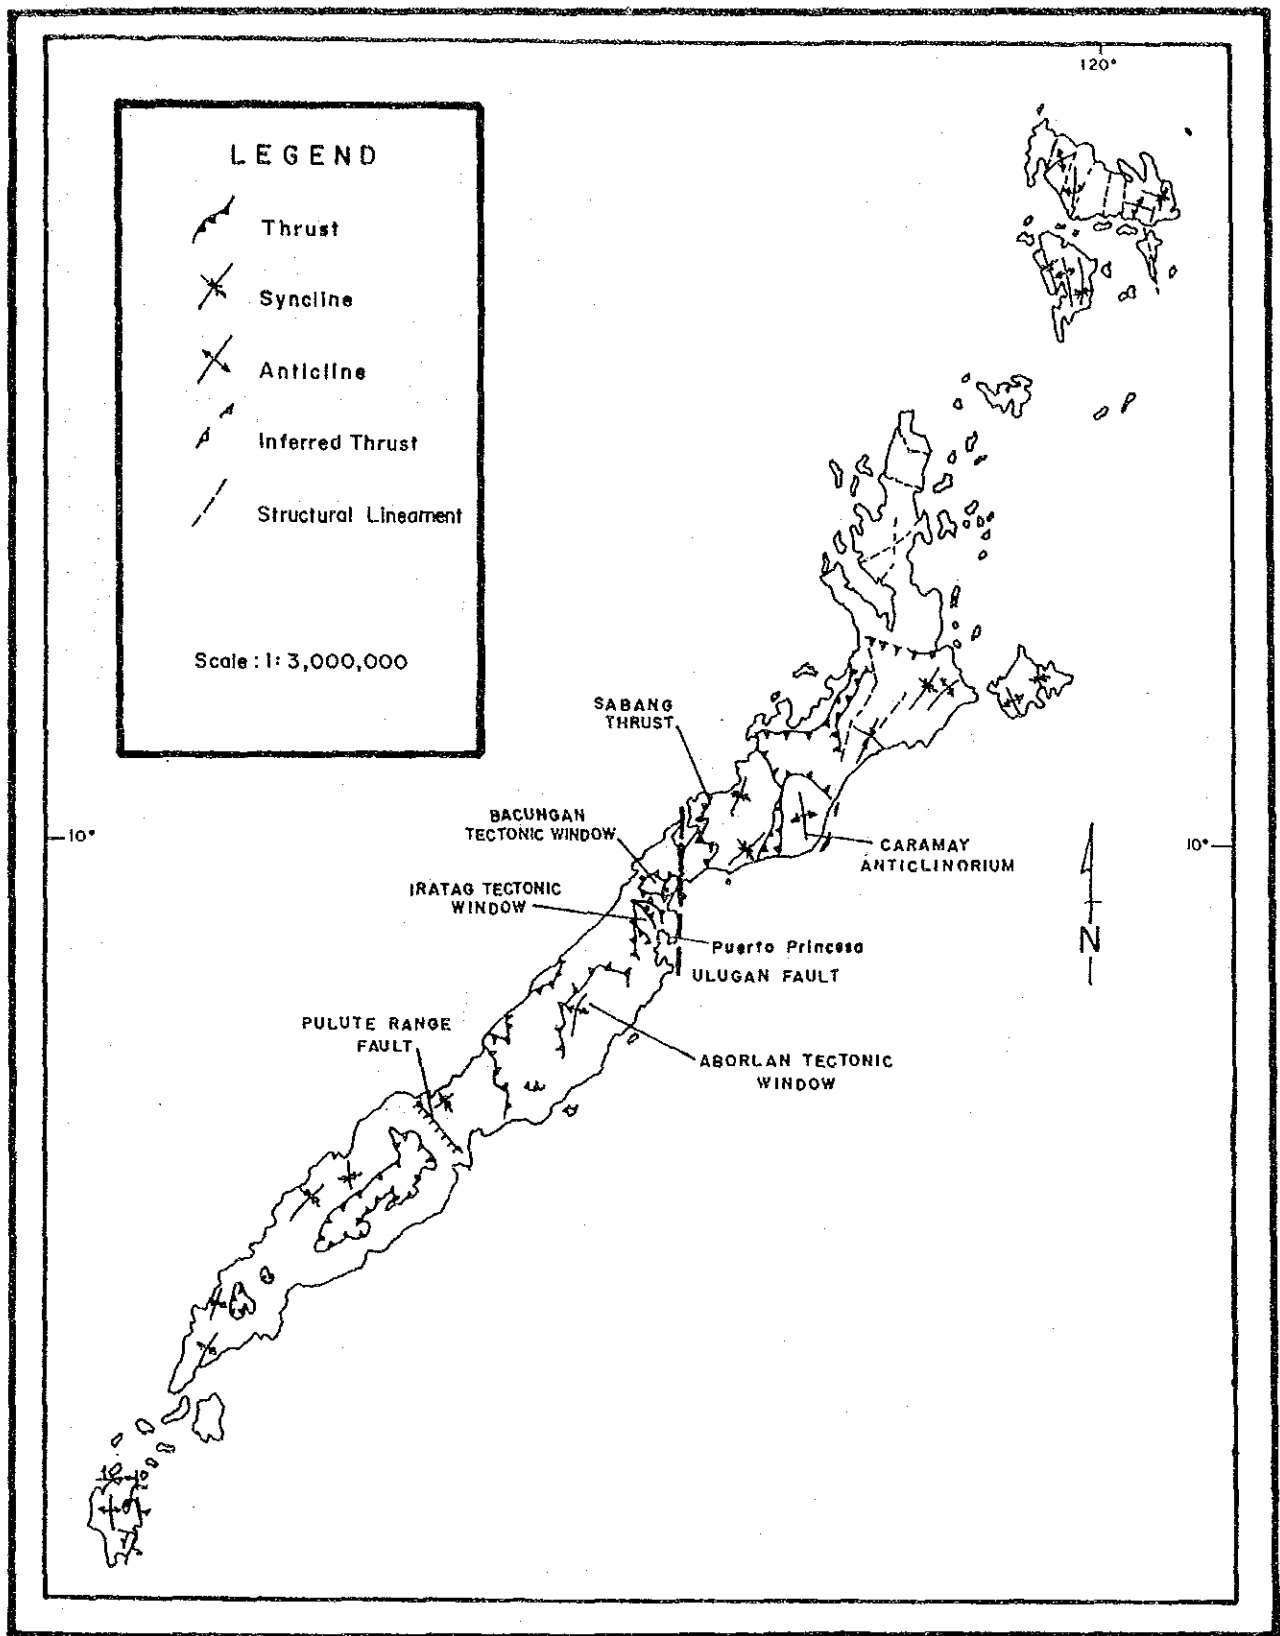 120°
LEGEND
Thrust
Syncline
Anticline
Inferred Thrust
Structural Lineament
Scale : 1: 3,000,000
SABANG
THRUST
BACUNGAN
TECTONIC WINDOW
10°
10°
CARAMAY
ANTICLINORIUM
IRATAG TECTONIC
WINDOW
N
Puerto Princesa
ULUGAN FAULT
PULUTE RANGE
FAULT
ABORLAN TECTONIC
WINDOW